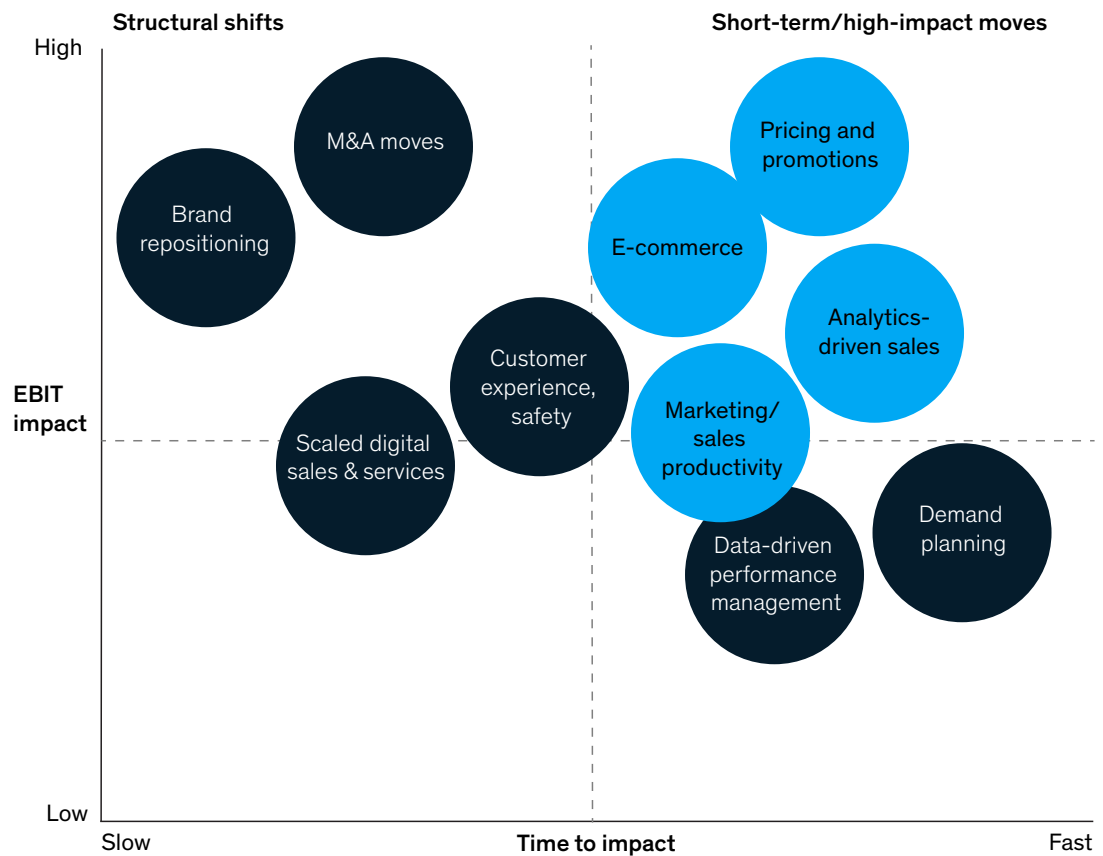 Structural shifts
Short-term/high-impact moves
High
M&A moves
Pricing and
promotions
Brand
repositioning
E-commerce
Analytics-
driven sales
Customer
experience,
safety
EBIT
impact
Marketing/
sales
productivity
Scaled digital
sales & services
Demand
planning
Data-driven
performance
management
Low
Slow
Time to impact
Fast